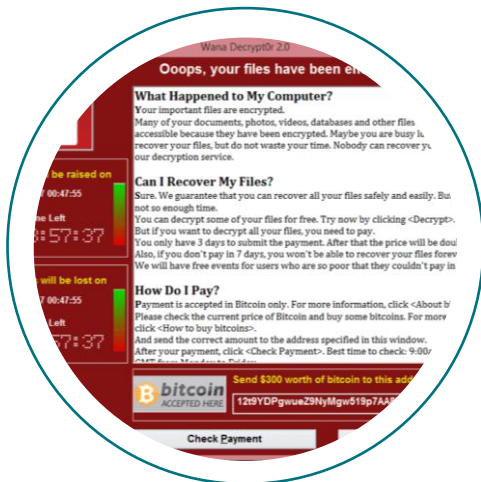 Wana Decrypt0r 2.0
Ooops, your files have been
What Happened to My Computer?
Your important files are encrypted.
Many of your documents, photos, videos, databases and other files
accessible because they have been encrypted. Maybe you are busy
recover your files, but do not waste your time. Nobody can recover
our decryption service.
be raised on
00:47:55
Left
:57:37
Can I Recover My Files?
Sure. We guarantee that you can recover all your files safely and easily.
not so enough time.
You can decrypt some of your files for free. Try now by clicking <Decrypt>.
But if you want to decrypt all your files, you need to pay.
You only have 3 days to submit the payment. After that the price will be
Also, if you don't pay in 7 days, you won't be able to recover your files
We will have free events for users who are so poor that they couldn't pay in
will be lost on
00:47:55
Left
57:37
How Do I Pay?
Payment is accepted in Bitcoin only. For more information, click <About
Please check the current price of Bitcoin and buy some bitcoins. For more
click <How to buy bitcoins>.
And send the correct amount to the address specified in this window.
After your payment, click <Check Payment>. Best time to check: 9:00
GMT from Monday to Friday
bitcoin
ACCEPTED HERE
Send $300 worth of bitcoin to this
12t9YDPgwueZ9NyMgw519p7AA
Check Payment